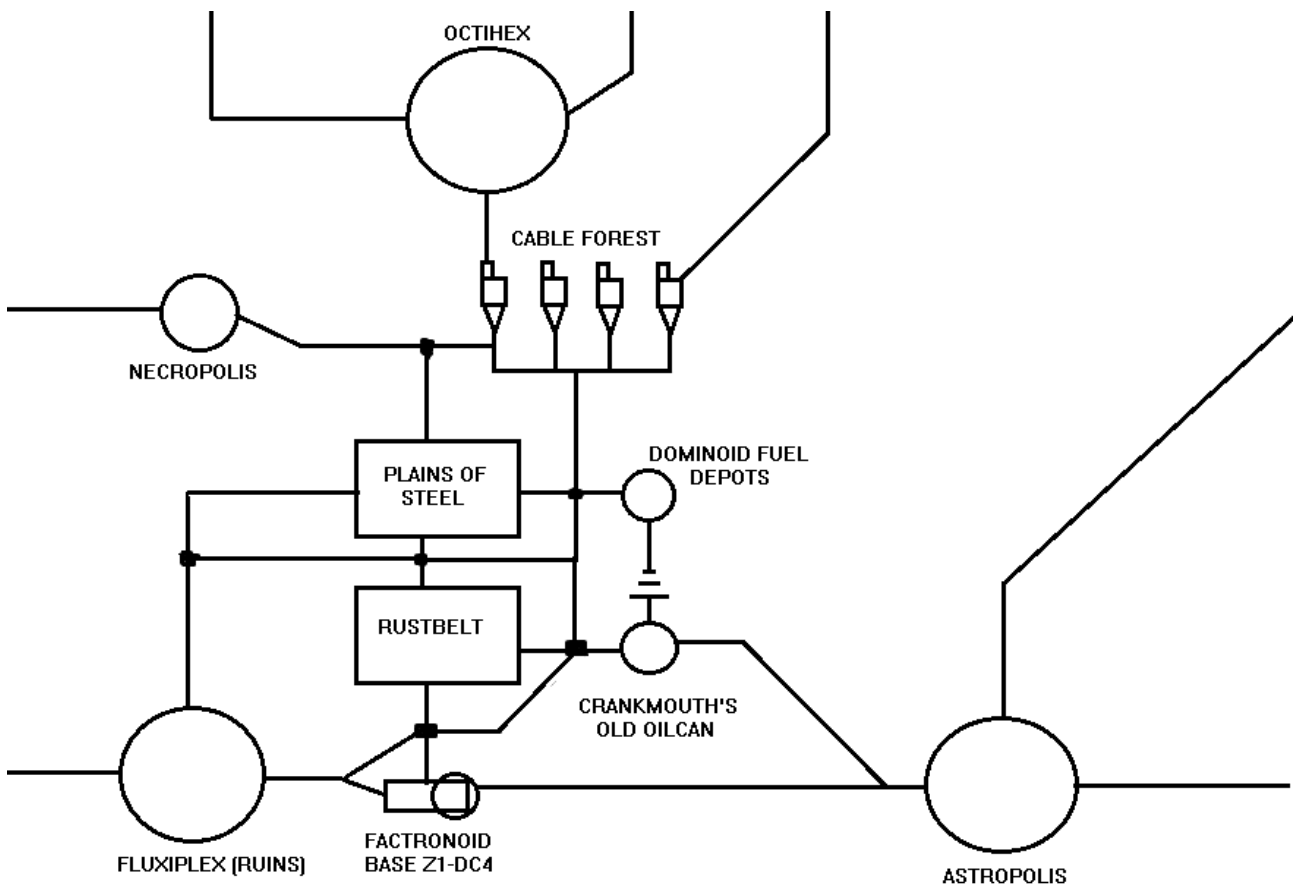 OCTIHEX
CABLE FOREST
NECROPOLIS
DOMINOID FUEL
DEPOTS
PLAINS OF
STEEL
RUSTBELT
CRANKMOUTH'S
OLD OILCAN
FACTRONOID
BASE Z1-DC4
FLUXIPLEX (RUINS)
ASTROPOLIS